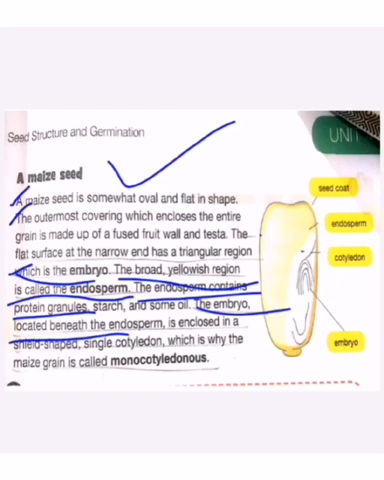 Seed Structure and Germination
UNIT
A maize seed
A maize seed is somewhat oval and flat in shape.
The outermost covering which encloses the entire
grain is made up of a fused fruit wall and testa. The
flat surface at the narrow end has a triangular region
which is the embryo. The broad, yellowish region
is called the endosperm. The endosperm contains
protein granules, starch, and some oil. The embryo,
located beneath the endosperm, is enclosed in a
shield-shaped, single cotyledon, which is why the
maize grain is called monocotyledonous.
seed coat
endosperm
cotyledon
embryo